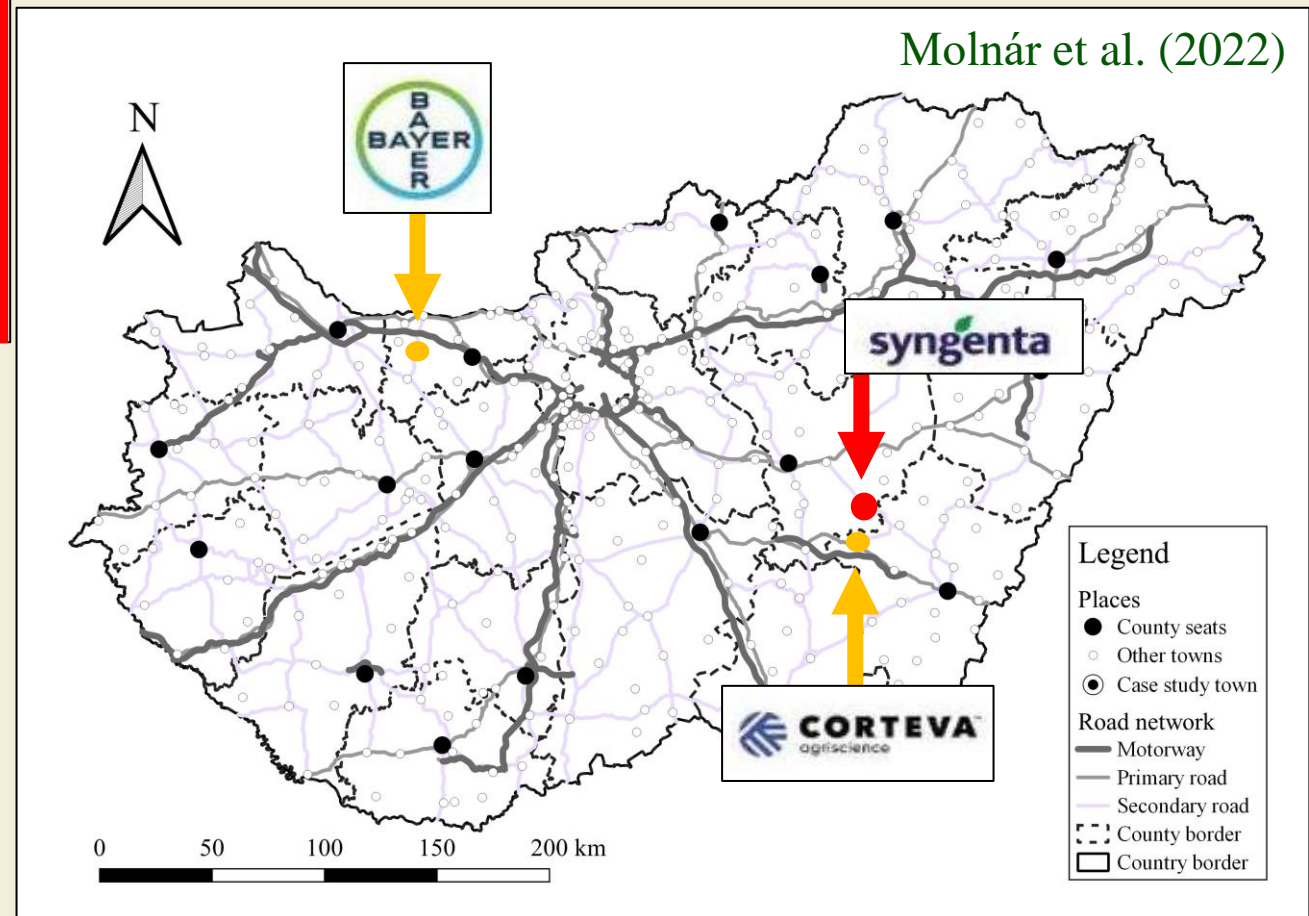 Molnár et al. (2022)
N
BAYER
BAYER
syngenta
CORTEVA™
agriscience
Legend
Places
County seats
Other towns
Case study town
Road network
Motorway
Primary road
Secondary road
County border
Country border
0 50 100 150 200 km